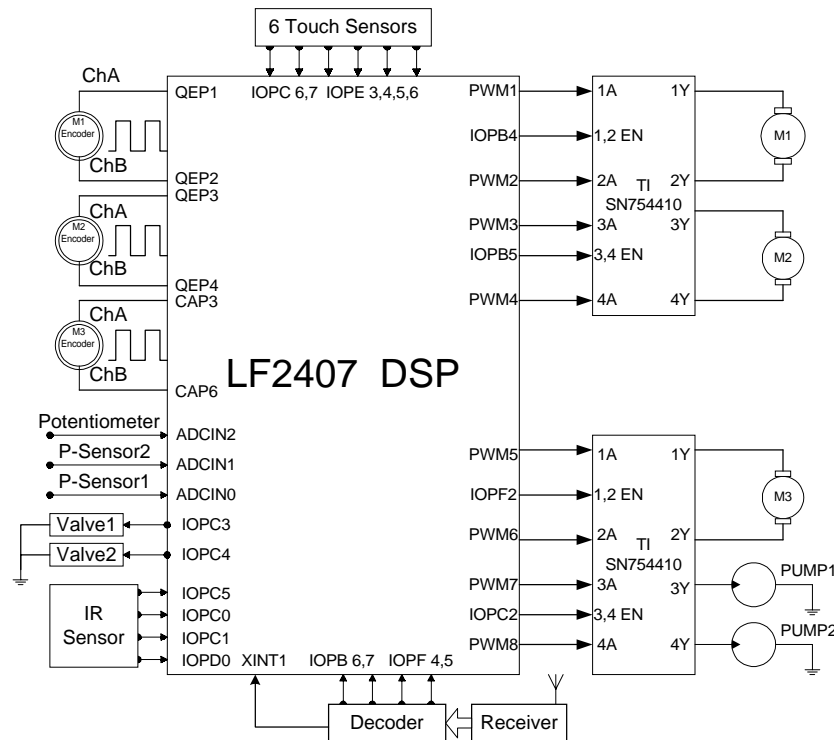 6 Touch Sensors
IOPC 6,7 IOPE 3,4,5,6
ChA
M1
Encoder
ChB
QEP1
QEP2
QEP3
ChA
M2
Encoder
ChB
QEP4
CAP3
ChA
M3
Encoder
ChB
CAP6
Potentiometer
ADCIN2
P-Sensor2
ADCIN1
P-Sensor1
ADCIN0
Valve1
IOPC3
Valve2
IOPC4
IR
Sensor
IOPC5
IOPC0
IOPC1
IOPD0
XINT1
IOPB 6,7 IOPF 4,5
LF2407 DSP
Decoder
Receiver
PWM1
IOPB4
PWM2
PWM3
IOPB5
PWM4
1A
1,2 EN
2A
3A
3,4 EN
4A
TI
SN754410
1Y
2Y
3Y
4Y
M1
M2
PWM5
IOPF2
PWM6
PWM7
IOPC2
PWM8
1A
1,2 EN
2A
3A
3,4 EN
4A
TI
SN754410
1Y
2Y
3Y
4Y
M3
PUMP1
PUMP2